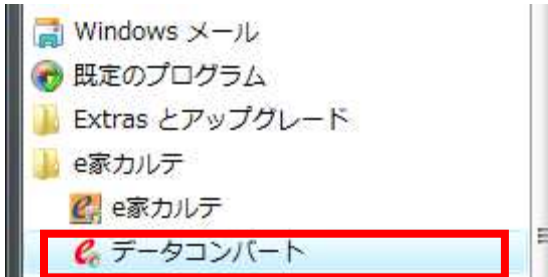 Windows メール
既定のプログラム
Extras とアップグレード
e家カルテ
e家カルテ
データコンバート